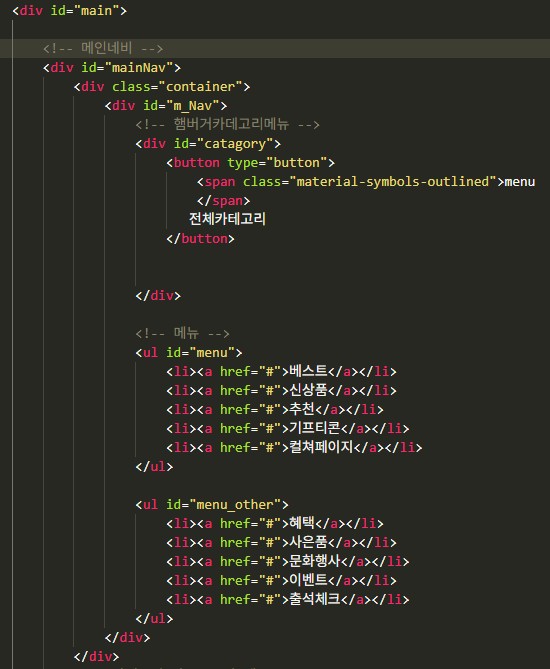 <div id="main">
<!-- 메인네비 -->
<div id="mainNav">
<div class="container">
<div id="m_Nav">
<!-- 햄버거카데고리메뉴 -->
<div id="catagory">
<button type="button">
<span class="material-symbols-outlined">menu
</span>
전체카테고리
</button>
</div>
<!-- 메뉴 -->
<ul id="menu">
<li><a href="#">베스트</a></li>
<li><a href="#">신상품</a></li>
<li><a href="#">추천</a></li>
<li><a href="#">기프티콘</a></li>
<li><a href="#">컬쳐페이지</a></li>
</ul>
<ul id="menu_other">
<li><a href="#">혜택</a></li>
<li><a href="#">사은품</a></li>
<li><a href="#">문화행사</a></li>
<li><a href="#">이벤트</a></li>
<li><a href="#">출석체크</a></li>
</ul>
</div>
</div>